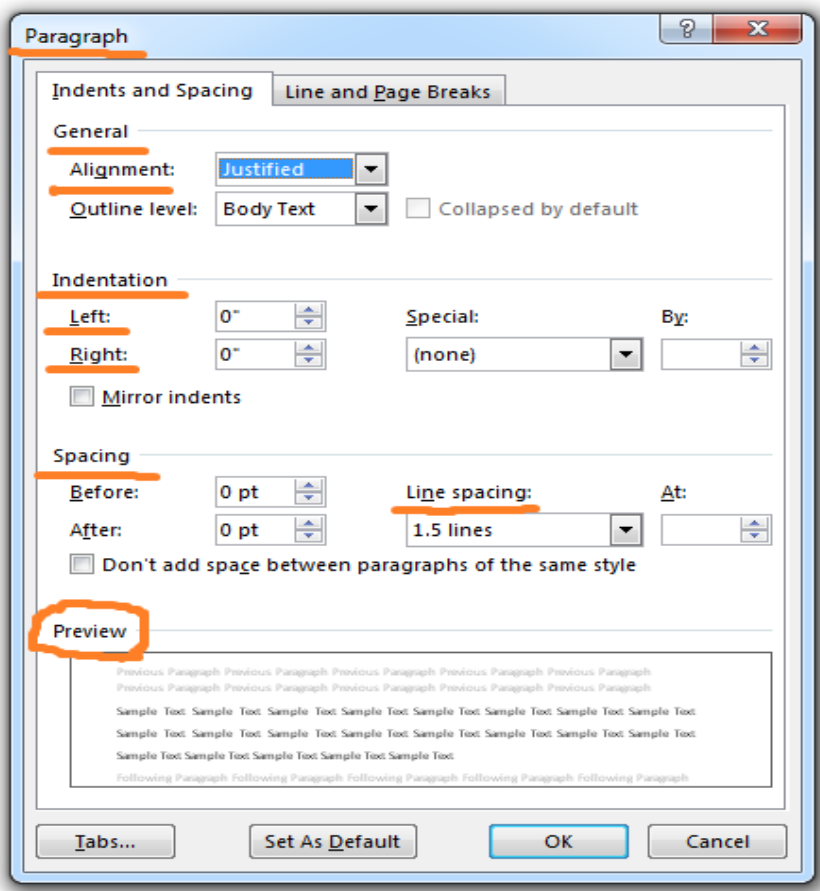 Paragraph
Indents and Spacing Line and Page Breaks
General
Alignment: Justified
Outline level: Body Text Collapsed by default
Indentation
Left: 0" Special: By:
Right: 0" (none)
Mirror indents
Spacing
Before: 0 pt Line spacing: At:
After: 0 pt 1.5 lines
Don't add space between paragraphs of the same style
Preview
Previous Paragraph Previous Paragraph Previous Paragraph Previous Paragraph Previous Paragraph
Previous Paragraph Previous Paragraph Previous Paragraph Previous Paragraph Previous Paragraph
Sample Text Sample Text Sample Text Sample Text Sample Text Sample Text Sample Text Sample Text
Sample Text Sample Text Sample Text Sample Text Sample Text Sample Text Sample Text Sample Text
Sample Text Sample Text Sample Text Sample Text Sample Text
Following Paragraph Following Paragraph Following Paragraph Following Paragraph Following Paragraph
Tabs... Set As Default OK Cancel